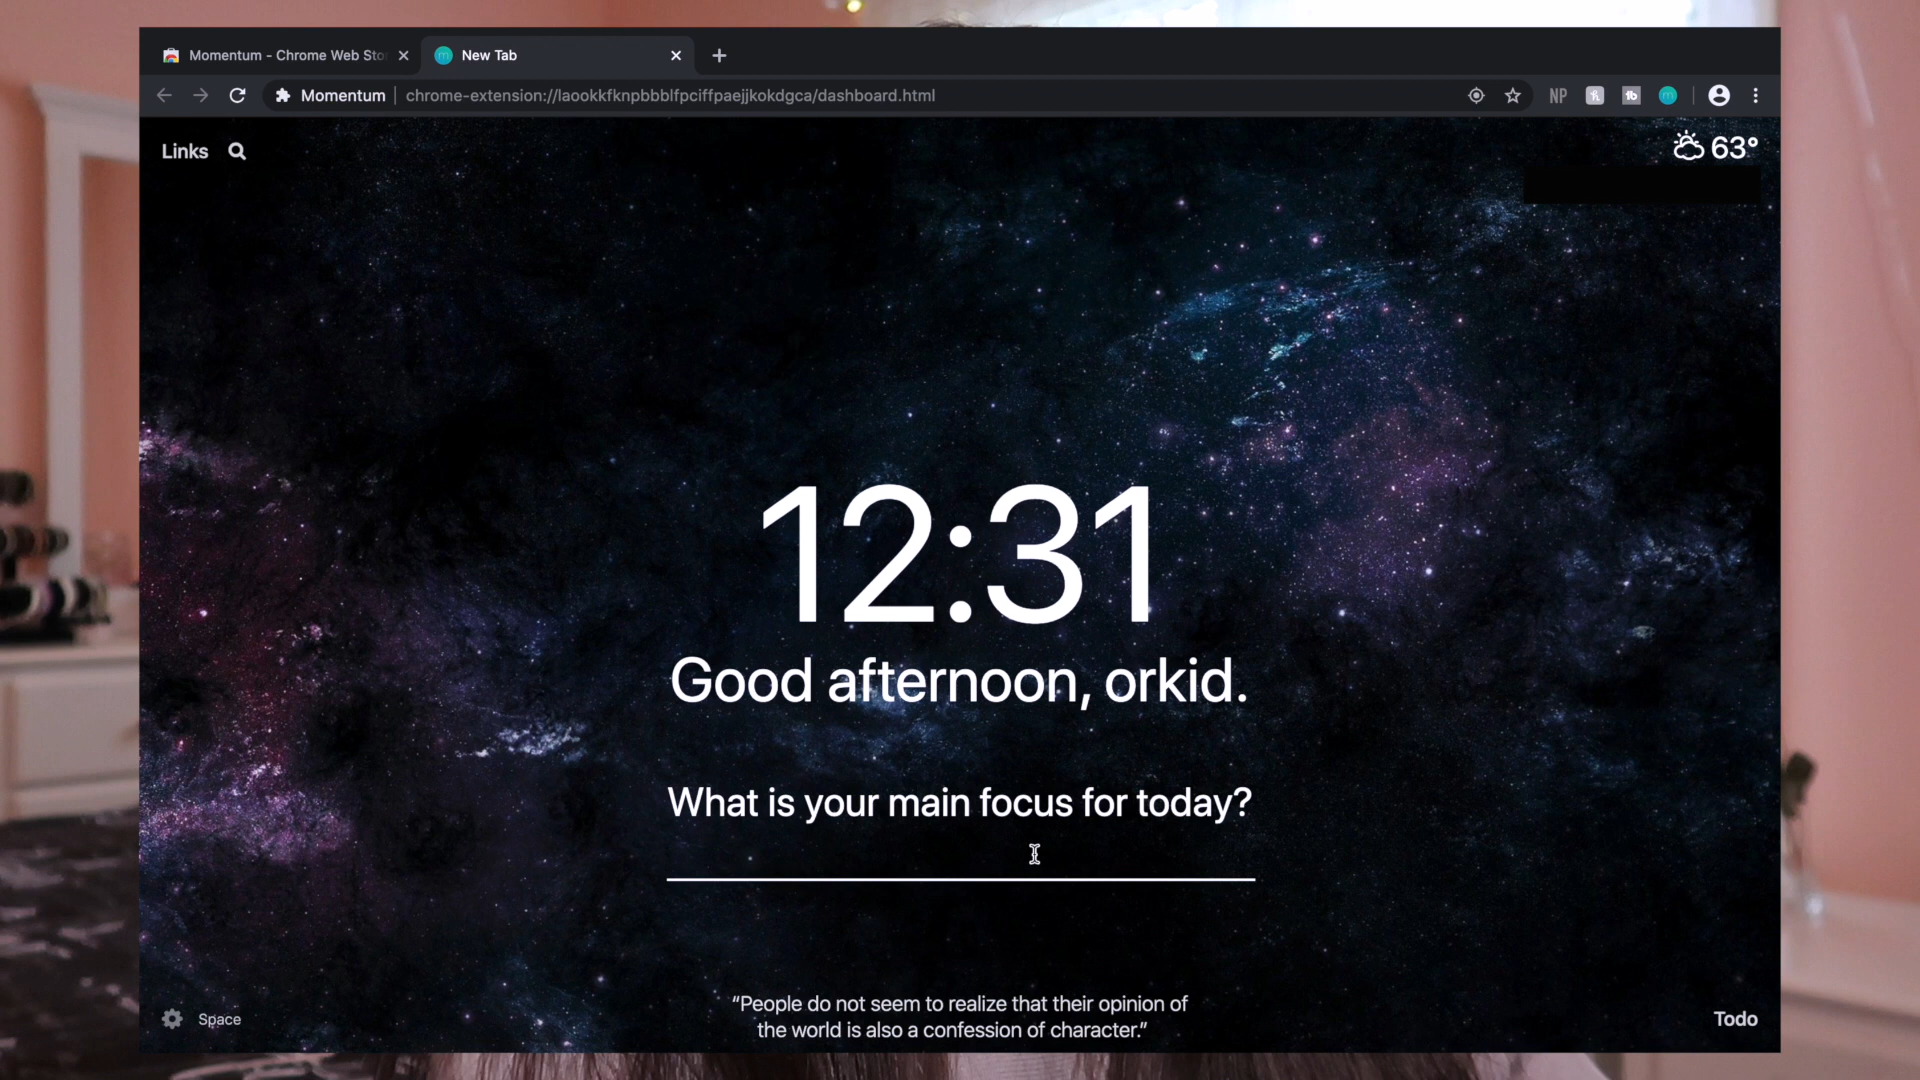 Momentum - Chrome Web Sto
New Tab
Momentum | chrome-extension://laookkfknpbbblfpciffpaejjkokdgca/dashboard.html
NP
tb
m
Links
63°
12:31
Good afternoon, orkid.
What is your main focus for today?
“People do not seem to realize that their opinion of
the world is also a confession of character.”
Space
Todo